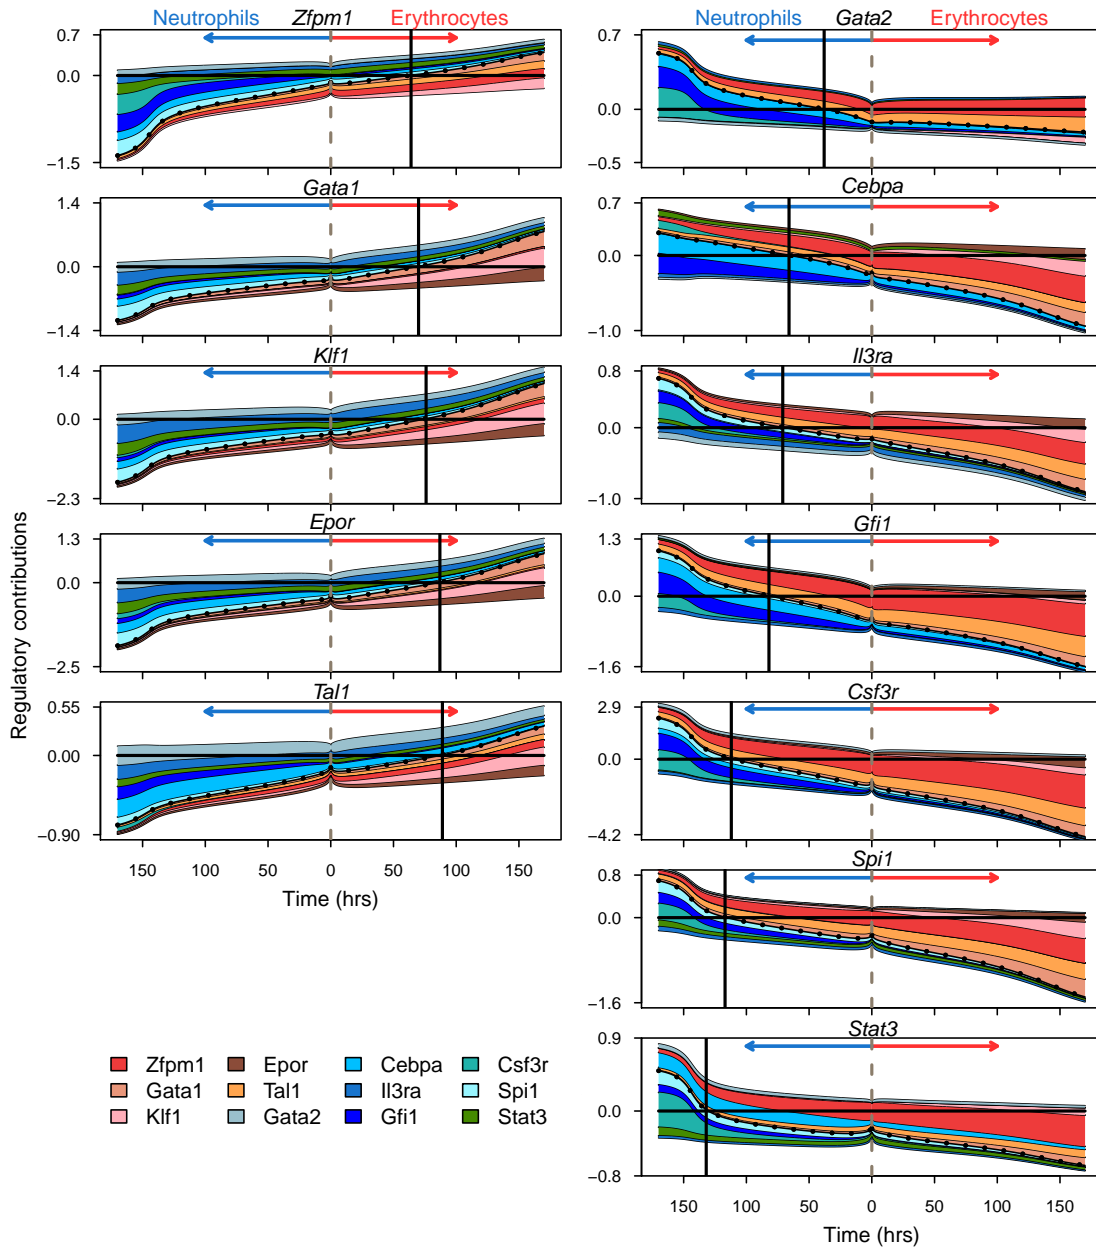 Neutrophils Zfpm1 Erythrocytes
0.7
0.0
−1.5
Gata1
1.4
0.0
−1.4
Klf1
1.4
0.0
−2.3
Epor
1.3
0.0
−2.5
Tal1
0.55
0.00
−0.90
150 100 50 0 50 100 150
Time (hrs)
Regulatory contributions
Neutrophils Gata2 Erythrocytes
0.7
0.0
−0.5
Cebpa
0.7
0.0
−1.0
Il3ra
0.8
0.0
−1.0
Gfi1
1.3
0.0
−1.6
Csf3r
2.9
0.0
−4.2
Spi1
0.8
0.0
−1.6
Stat3
0.9
0.0
−0.8
150 100 50 0 50 100 150
Time (hrs)
Zfpm1 Epor Cebpa Csf3r
Gata1 Tal1 Il3ra Spi1
Klf1 Gata2 Gfi1 Stat3